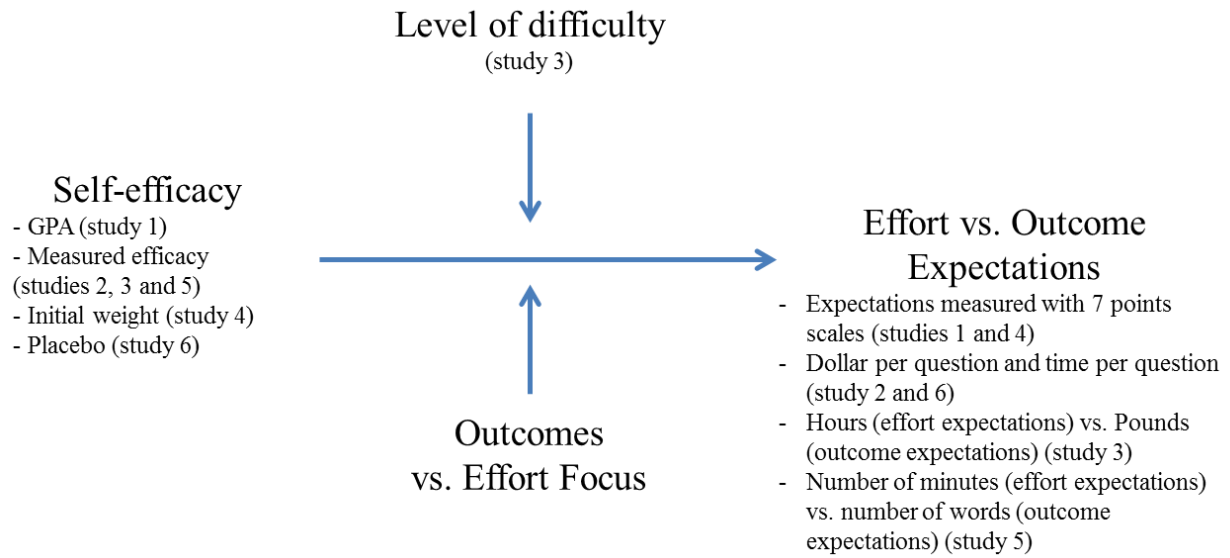 Level of difficulty
(study 3)
Self-efficacy
- GPA (study 1)
- Measured efficacy
(studies 2, 3 and 5)
- Initial weight (study 4)
- Placebo (study 6)
Outcomes
vs. Effort Focus
Effort vs. Outcome
Expectations
- Expectations measured with 7 points
scales (studies 1 and 4)
- Dollar per question and time per question
(study 2 and 6)
- Hours (effort expectations) vs. Pounds
(outcome expectations) (study 3)
- Number of minutes (effort expectations)
vs. number of words (outcome
expectations) (study 5)